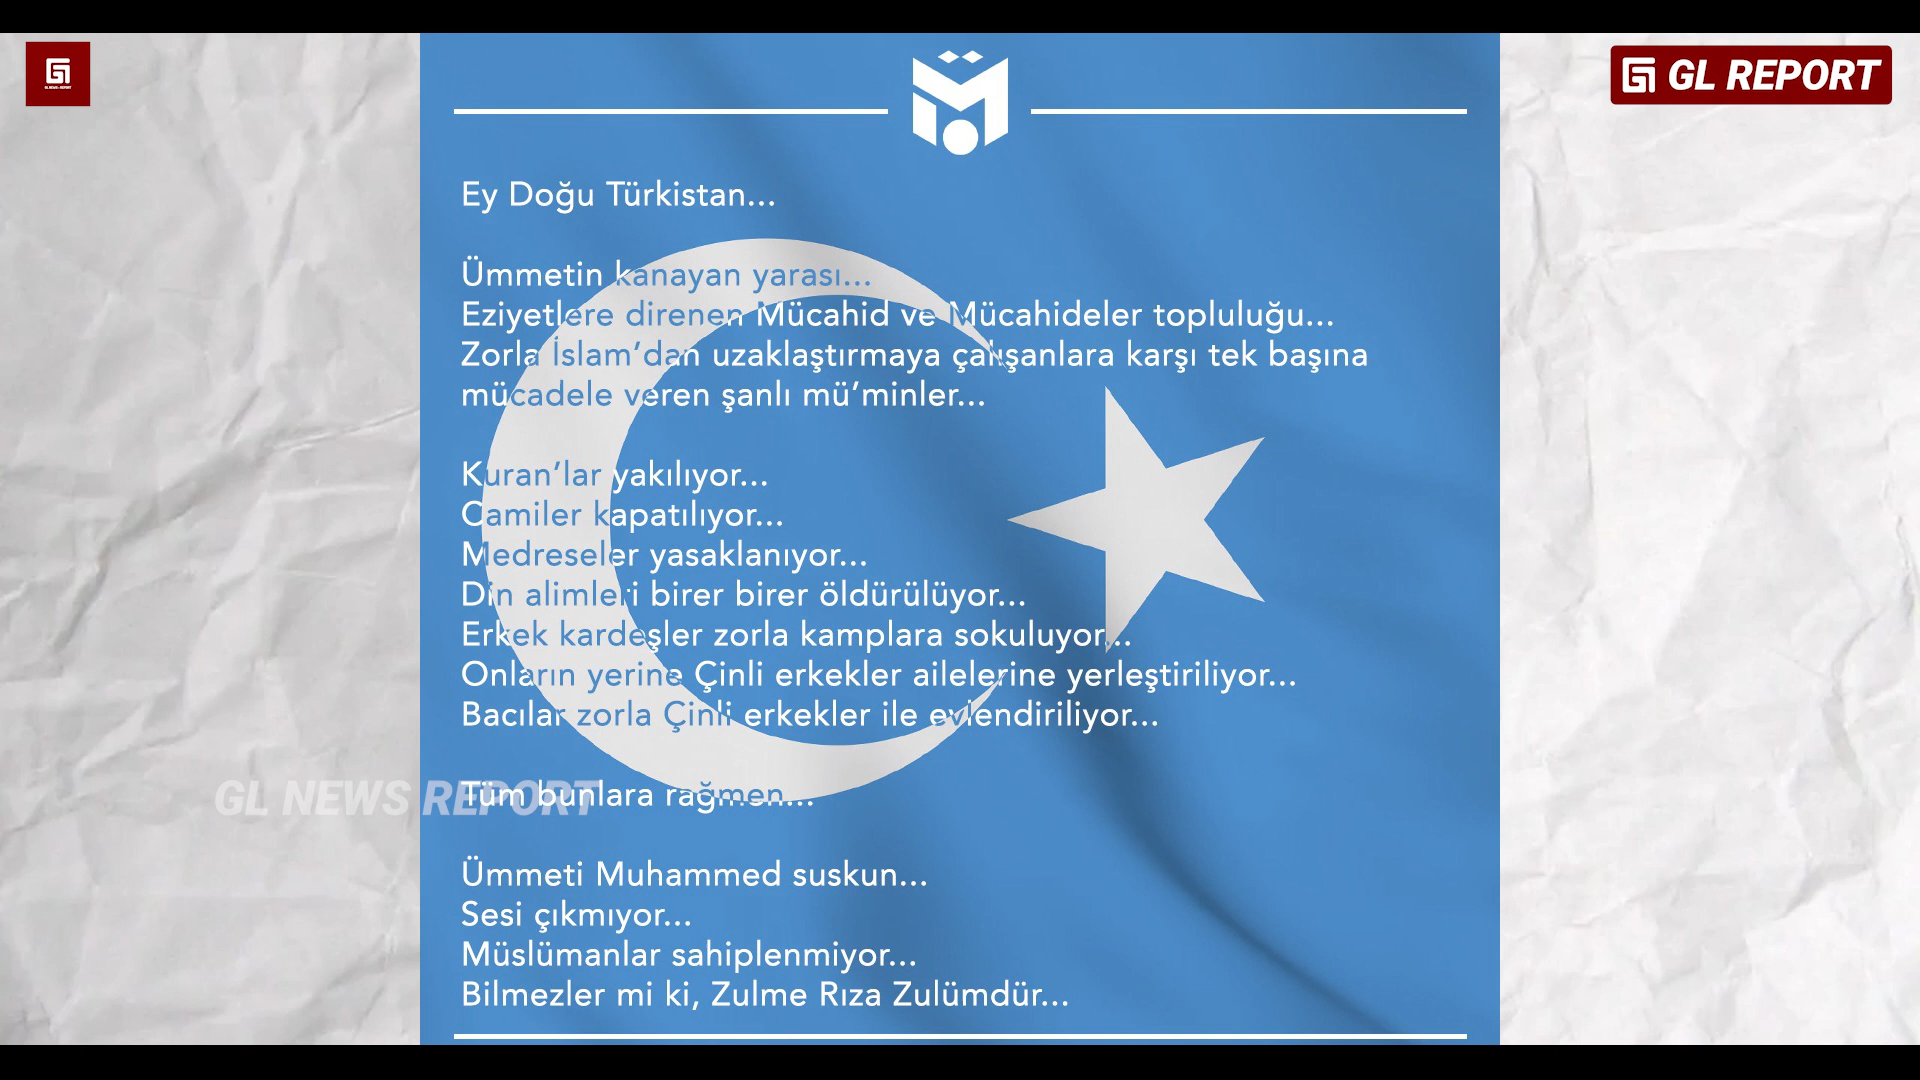 GL NEWS REPORT
GL REPORT
Ey Doğu Türkistan...
Ümmetin kanayan yarası...
Eziyetlere direnen Mücahid ve Mücahideler topluluğu...
Zorla İslam’dan uzaklaştırmaya çalışanlara karşı tek başına
mücadele veren şanlı mü’minler...
Kuran’lar yakılıyor...
Camiler kapatılıyor...
Medreseler yasaklanıyor...
Din alimleri birer birer öldürülüyor...
Erkek kardeşler zorla kamplara sokuluyor...
Onların yerine Çinli erkekler ailelerine yerleştiriliyor...
Bacılar zorla Çinli erkekler ile evlendiriliyor...
Tüm bunlara rağmen...
GL NEWS REPORT
Ümmeti Muhammed suskun...
Sesi çıkmıyor...
Müslümanlar sahiplenmiyor...
Bilmezler mi ki, Zulme Rıza Zulümdür...